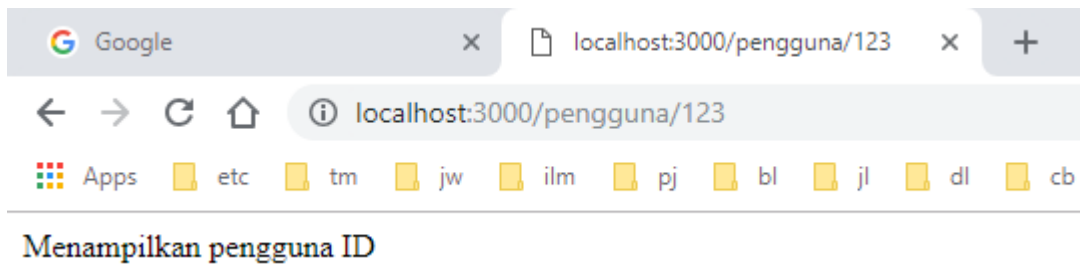 Google localhost:3000/pengguna/123
localhost:3000/pengguna/123
Apps etc tm jw ilm pj bl jl dl cb
Menampilkan pengguna ID